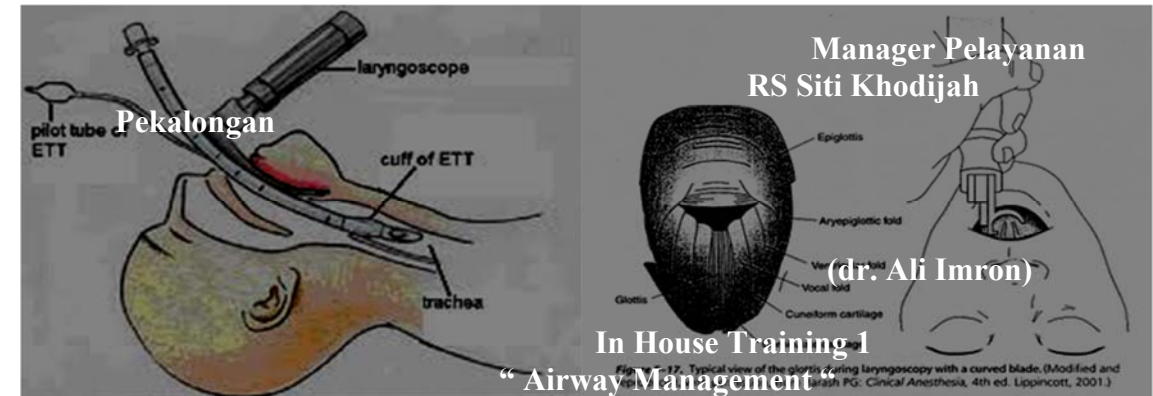 laryngoscope
Pekalongan
pilot tube of
ETT
cuff of ETT
trachea
Manager Pelayanan
RS Siti Khodijah
Epiglottis
Aryepiglottic fold
fold
(dr. Ali Imron)
Vocal fold
Glottis
Cuneiform cartilage
In House Training 1
“ Airway Management “
Typical view of the glottis during laryngoscopy with a curved blade. (Modified and
PG: Clinical Anesthesia, 4th ed. Lippincott, 2001.)